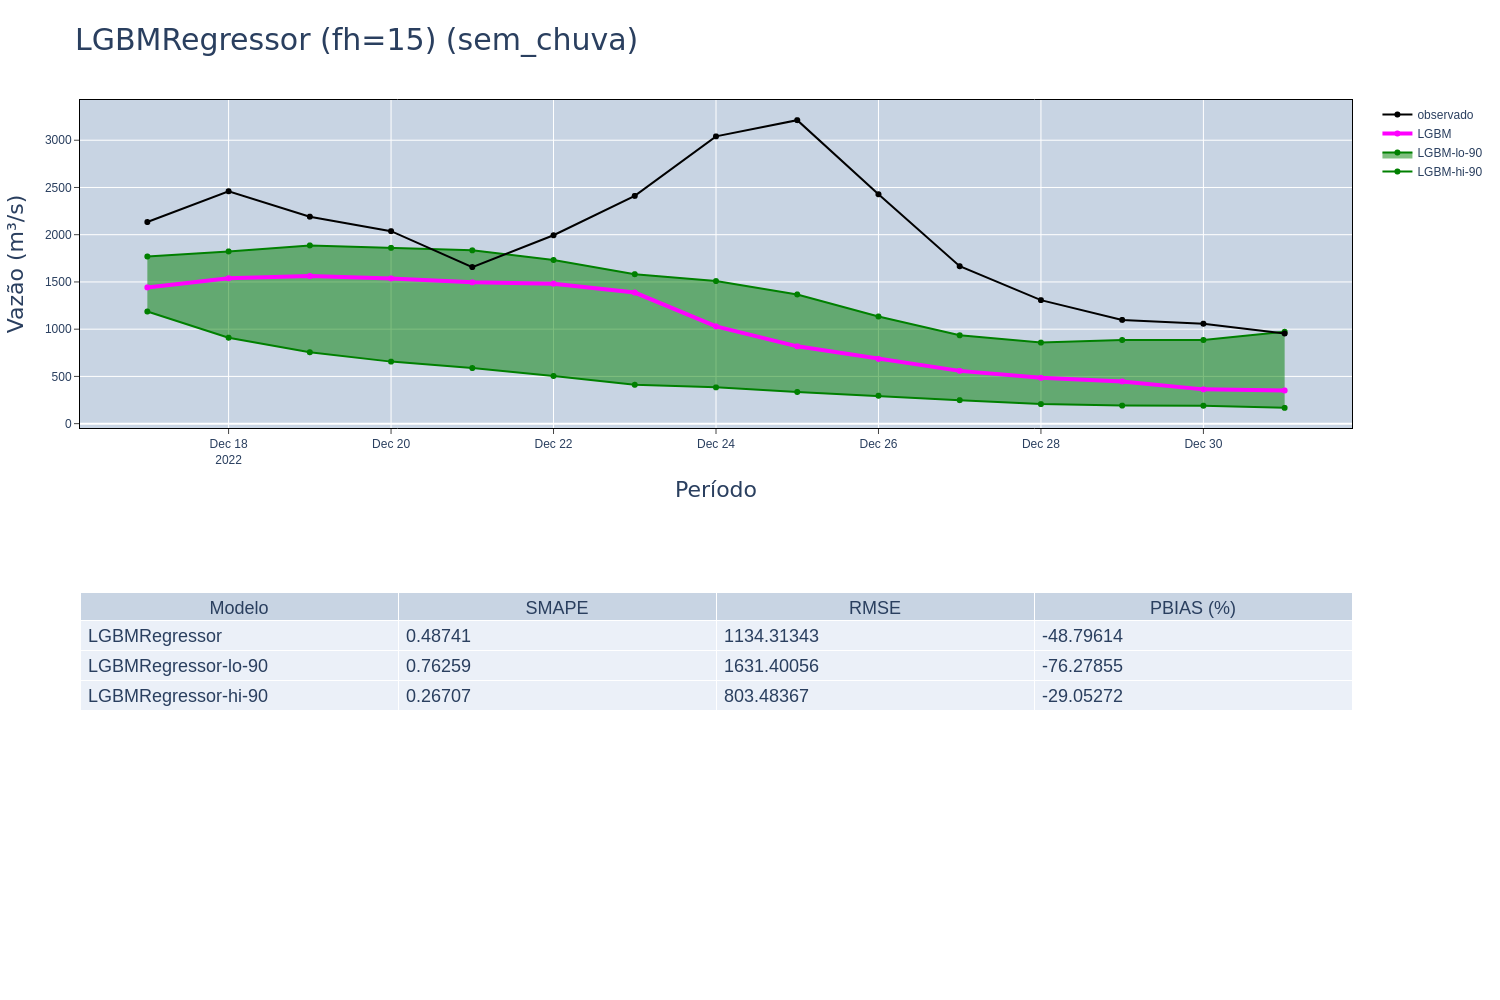 LGBMRegressor (fh=15) (sem_chuva)
observado
LGBM
LGBM-lo-90
LGBM-hi-90
Vazão (m³/s)
3000
2500
2000
1500
1000
500
0
Dec 18 Dec 20 Dec 22 Dec 24 Dec 26 Dec 28 Dec 30
2022
Período
Modelo SMAPE RMSE PBIAS (%)
LGBMRegressor 0.48741 1134.31343 -48.79614
LGBMRegressor-lo-90 0.76259 1631.40056 -76.27855
LGBMRegressor-hi-90 0.26707 803.48367 -29.05272